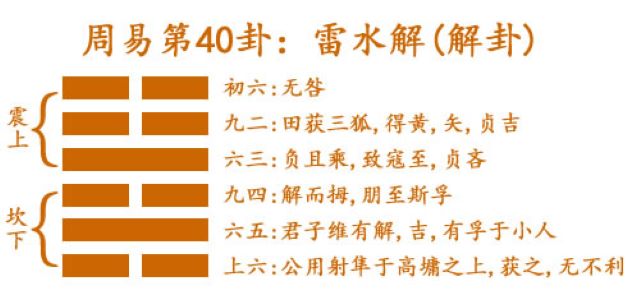 周易第40卦：雷水解(解卦)
震上
初六:无咎
九二:田获三狐,得黄,矢,贞吉
六三:负且乘,致寇至,贞吝
坎下
九四:解而拇,朋至斯孚
六五:君子维有解,吉,有孚于小人
上六:公用射隼于高墉之上,获之,无不利